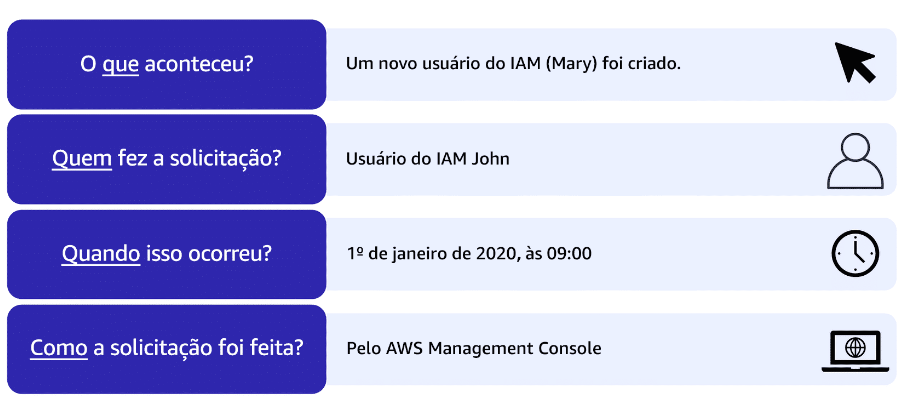 O que aconteceu?
Um novo usuário do IAM (Mary) foi criado.
Quem fez a solicitação?
Usuário do IAM John
Quando isso ocorreu?
1º de janeiro de 2020, às 09:00
Como a solicitação foi feita?
Pelo AWS Management Console